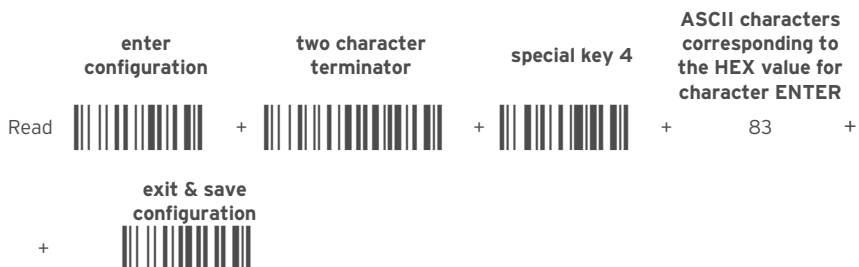 enter
configuration
two character
terminator
special key 4
ASCII characters
corresponding to
the HEX value for
character ENTER
Read + + + 83 +
exit & save
configuration
+